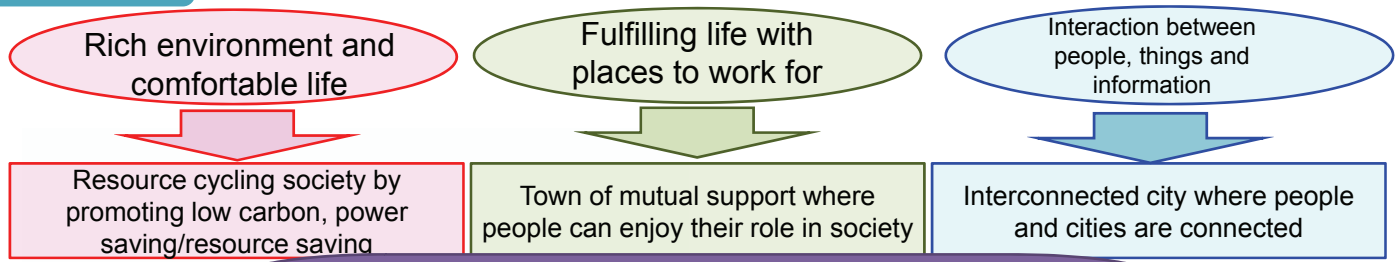 Rich environment and
comfortable life
Fulfilling life with
places to work for
Interaction between
people, things and
information
Resource cycling society by
promoting low carbon, power
saving/resource saving
Town of mutual support where
people can enjoy their role in society
Interconnected city where people
and cities are connected